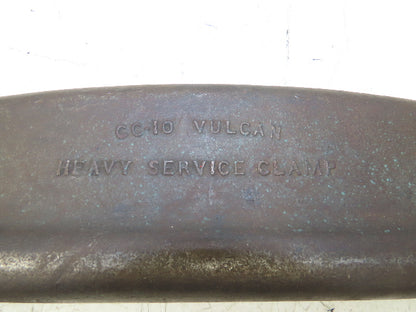 CC-10 VULCAN
HEAVY SERVICE CLAMP